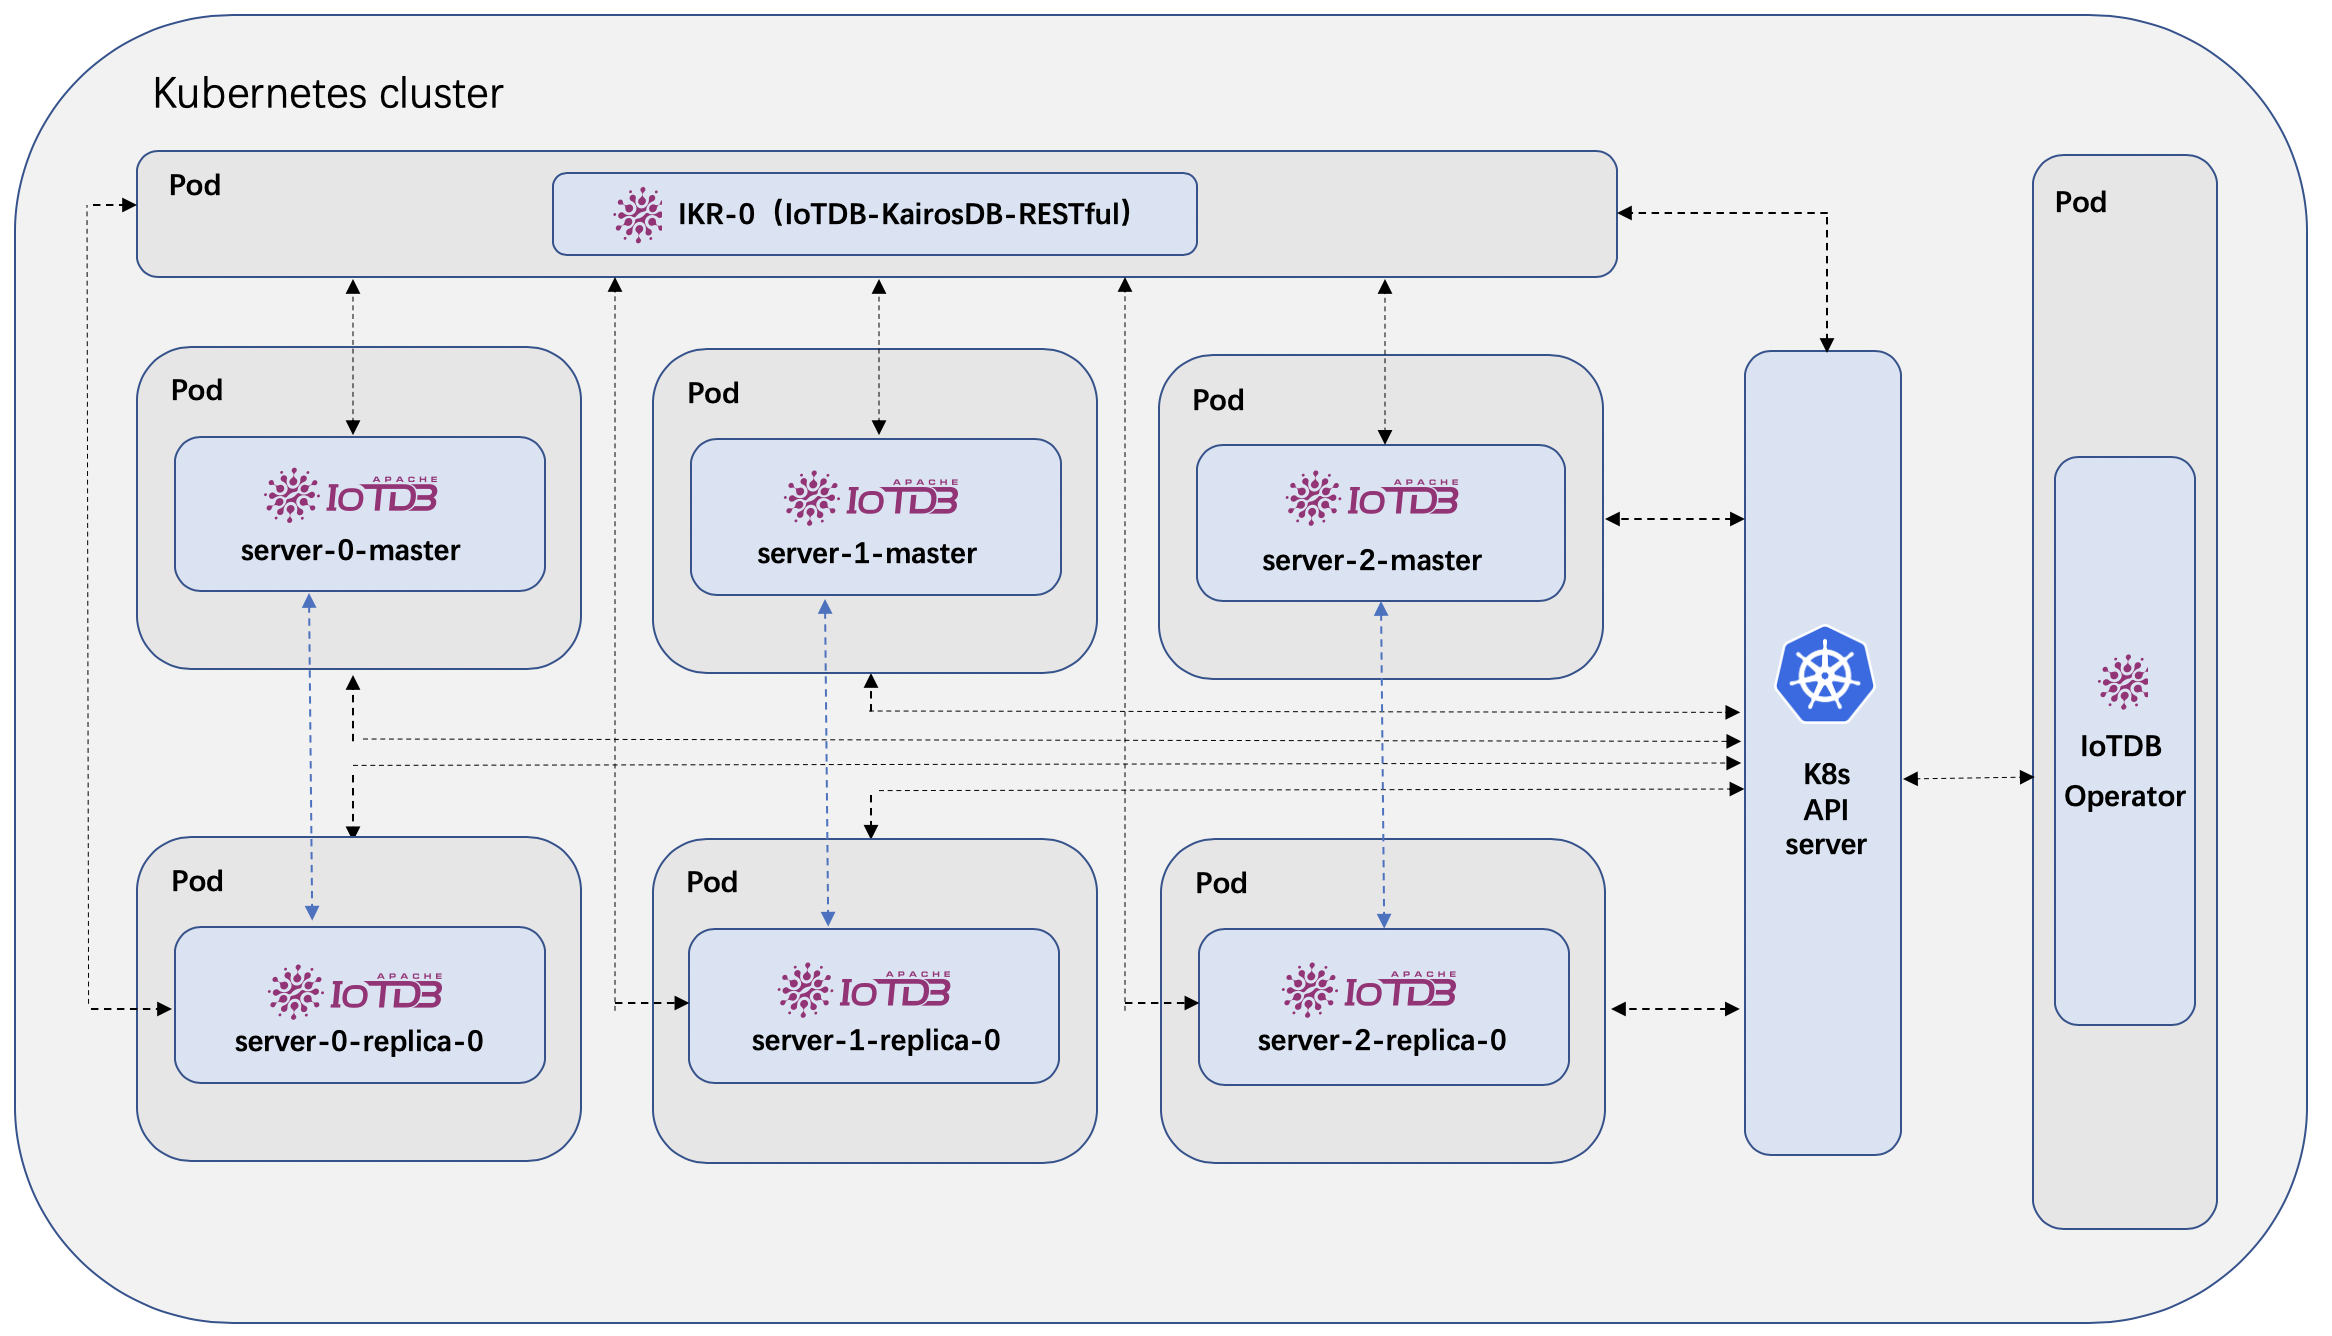 Kubernetes cluster
Pod
IKR-0（IoTDB-KairosDB-RESTful）
Pod
Pod
APACHE
IoTDB
server-0-master
Pod
APACHE
IoTDB
server-1-master
Pod
APACHE
IoTDB
server-2-master
K8s
API
server
IoTDB
Operator
Pod
APACHE
IoTDB
server-0-replica-0
Pod
APACHE
IoTDB
server-1-replica-0
Pod
APACHE
IoTDB
server-2-replica-0